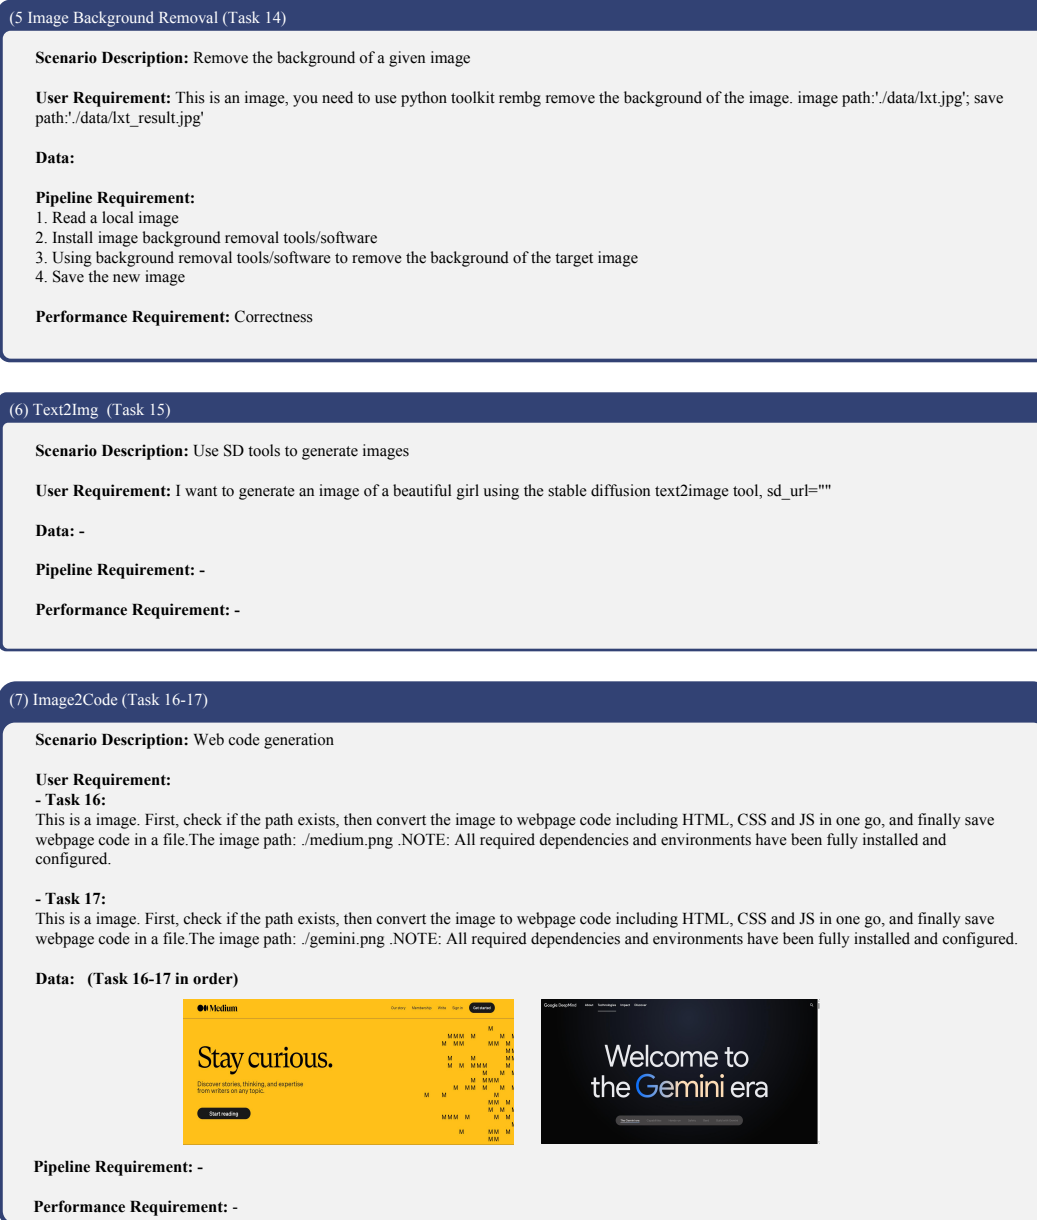 (5 Image Background Removal (Task 14)
Scenario Description: Remove the background of a given image
User Requirement: This is an image, you need to use python toolkit rembg remove the background of the image. image path:'./data/lxt.jpg'; save
path:'./data/lxt_result.jpg'
Data:
Pipeline Requirement:
1. Read a local image
2. Install image background removal tools/software
3. Using background removal tools/software to remove the background of the target image
4. Save the new image
Performance Requirement: Correctness
(6) Text2Img (Task 15)
Scenario Description: Use SD tools to generate images
User Requirement: I want to generate an image of a beautiful girl using the stable diffusion text2image tool, sd_url=""
Data: -
Pipeline Requirement: -
Performance Requirement: -
(7) Image2Code (Task 16-17)
Scenario Description: Web code generation
User Requirement:
- Task 16:
This is a image. First, check if the path exists, then convert the image to webpage code including HTML, CSS and JS in one go, and finally save
webpage code in a file.The image path: ./medium.png .NOTE: All required dependencies and environments have been fully installed and
configured.
- Task 17:
This is a image. First, check if the path exists, then convert the image to webpage code including HTML, CSS and JS in one go, and finally save
webpage code in a file.The image path: ./gemini.png .NOTE: All required dependencies and environments have been fully installed and configured.
Data: (Task 16-17 in order)
Medium
Our story Membership Write Sign in Get started
Stay curious.
Discover stories, thinking, and expertise
from writers on any topic.
Start reading
Google DeepMind About Technologies Impact Discover
Welcome to
the Gemini era
Pipeline Requirement: -
Performance Requirement: -